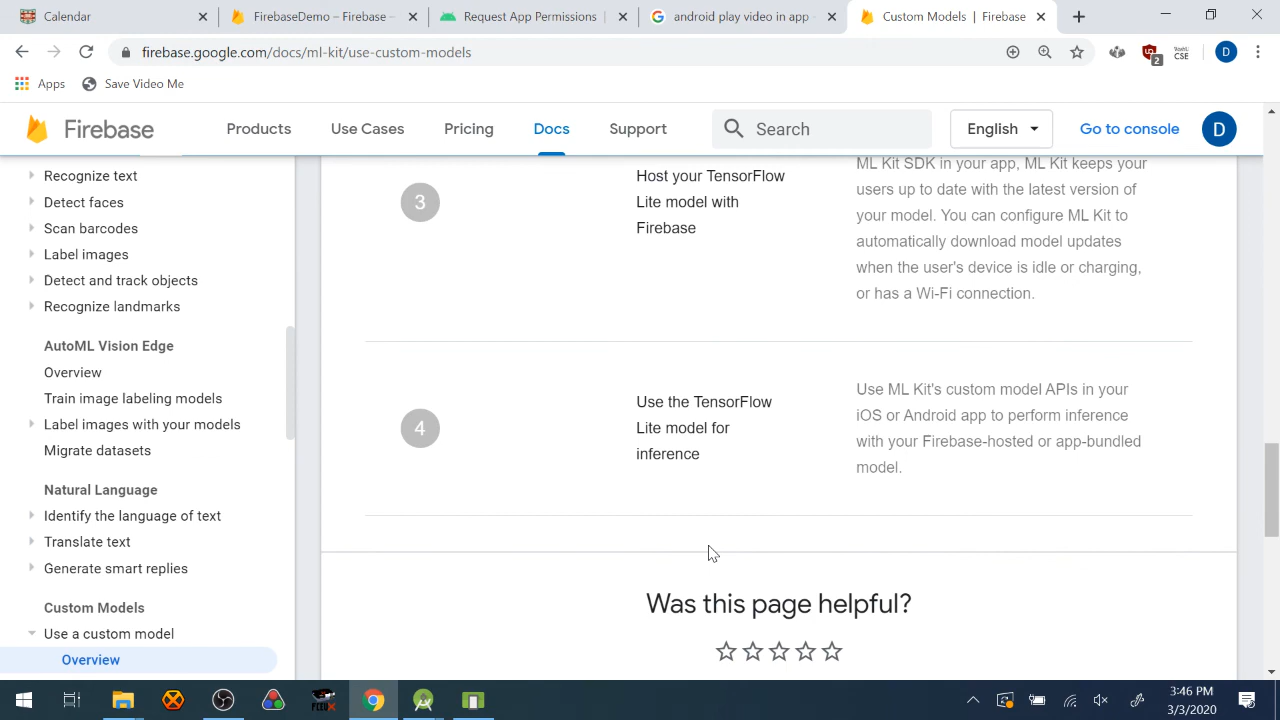 Calendar
FirebaseDemo – Firebase
Request App Permissions
android play video in app
Custom Models | Firebase
firebase.google.com/docs/ml-kit/use-custom-models
2
CSE
D
Apps
Save Video Me
Firebase
Products
Use Cases
Pricing
Docs
Support
Search
English
Go to console
D
Recognize text
Detect faces
Scan barcodes
Label images
Detect and track objects
Recognize landmarks
AutoML Vision Edge
Overview
Train image labeling models
Label images with your models
Migrate datasets
Natural Language
Identify the language of text
Translate text
Generate smart replies
Custom Models
Use a custom model
Overview
3
Host your TensorFlow
Lite model with
Firebase
ML Kit SDK in your app, ML Kit keeps your
users up to date with the latest version of
your model. You can configure ML Kit to
automatically download model updates
when the user's device is idle or charging,
or has a Wi-Fi connection.
4
Use the TensorFlow
Lite model for
inference
Use ML Kit's custom model APIs in your
iOS or Android app to perform inference
with your Firebase-hosted or app-bundled
model.
Was this page helpful?
3:46 PM
3/3/2020